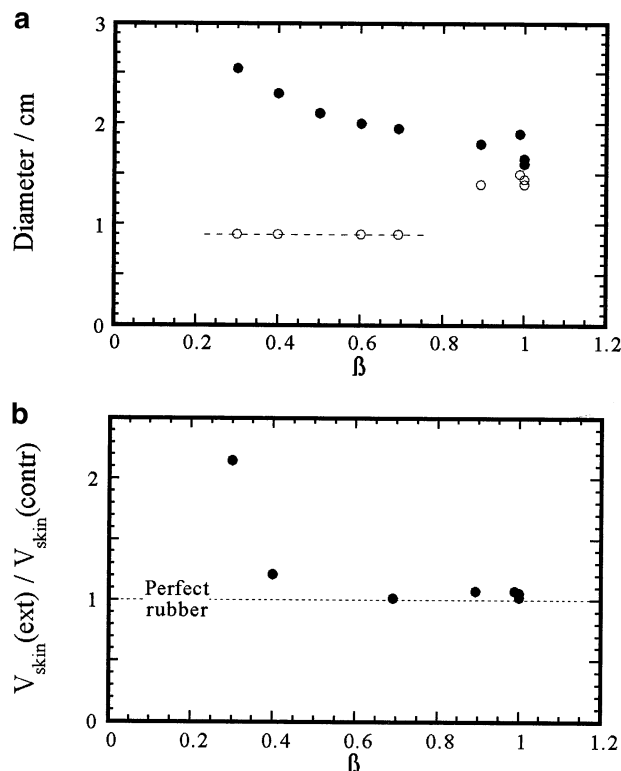 a
3
2
1
0
Diameter / cm
0 0.2 0.4 0.6 0.8 1 1.2
ß
b
2
1
0
V_skin(ext) / V_skin(contr)
Perfect
rubber
0 0.2 0.4 0.6 0.8 1 1.2
ß